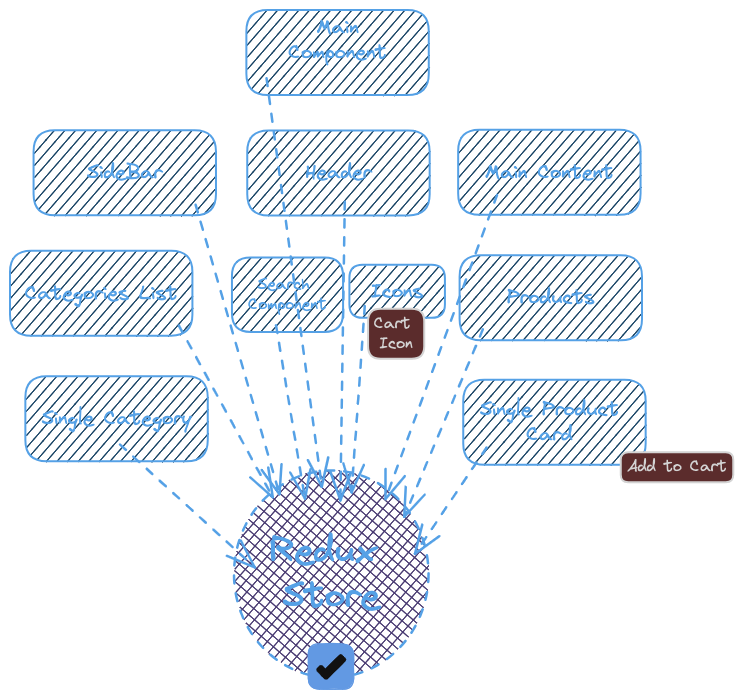 Main
Component
SideBar
Header
Main Content
Categories List
Search
Component
Icons
Products
Cart
Icon
Single Category
Single Product
Card
Add to Cart
Redux
Store